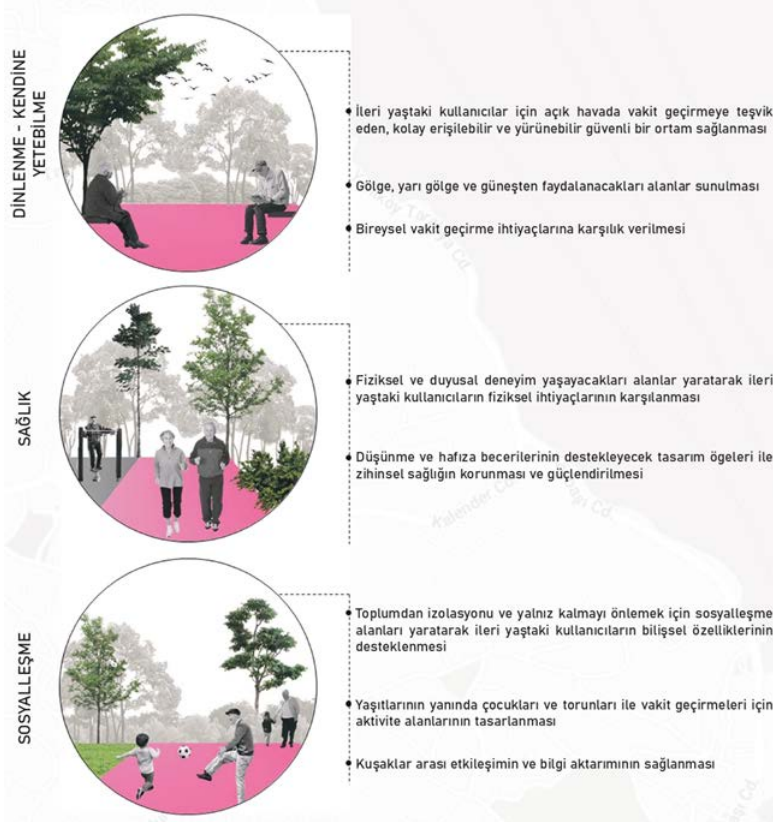 DİNLENME - KENDİNE
YETEBİLME
İleri yaştaki kullanıcılar için açık havada vakit geçirmeye teşvik
eden, kolay erişilebilir ve yürünebilir güvenli bir ortam sağlanması
Gölge, yarı gölge ve güneşten faydalanacakları alanlar sunulması
Bireysel vakit geçirme ihtiyaçlarına karşılık verilmesi
SAĞLIK
Fiziksel ve duyusal deneyim yaşayacakları alanlar yaratarak ileri
yaştaki kullanıcıların fiziksel ihtiyaçlarının karşılanması
Düşünme ve hafıza becerilerinin destekleyecek tasarım ögeleri ile
zihinsel sağlığın korunması ve güçlendirilmesi
SOSYALLEŞME
Toplumdan izolasyonu ve yalnız kalmayı önlemek için sosyalleşme
alanları yaratarak ileri yaştaki kullanıcıların bilişsel özelliklerinin
desteklenmesi
Yaşıtlarının yanında çocukları ve torunları ile vakit geçirmeleri için
aktivite alanlarının tasarlanması
Kuşaklar arası etkileşimin ve bilgi aktarımının sağlanması